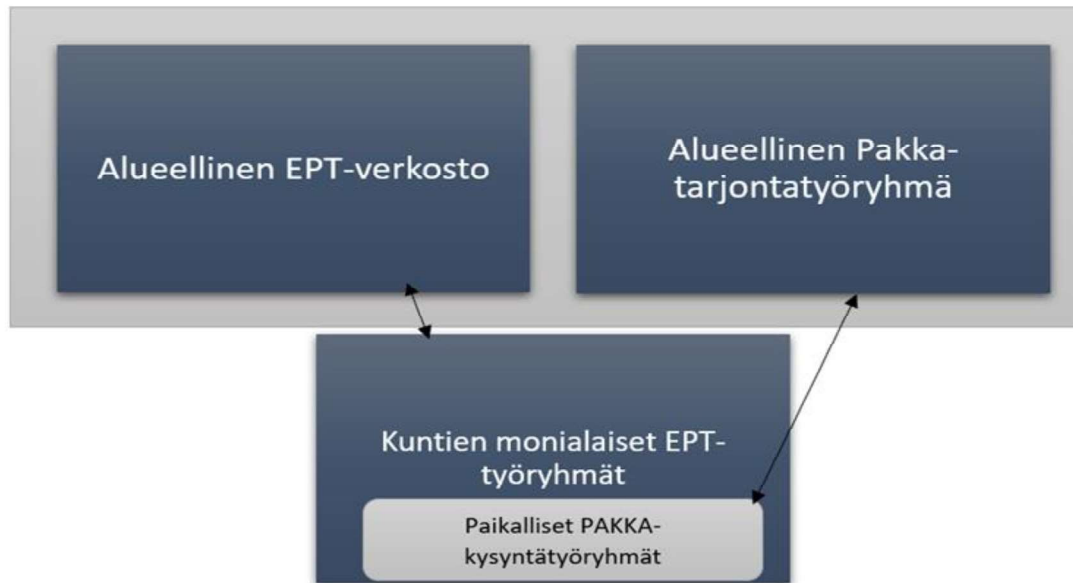 Alueellinen EPT-verkosto
Alueellinen Pakka-
tarjontatyöryhmä
Kuntien monialaiset EPT-
työryhmät
Paikalliset PAKKA-
kysyntätyöryhmät